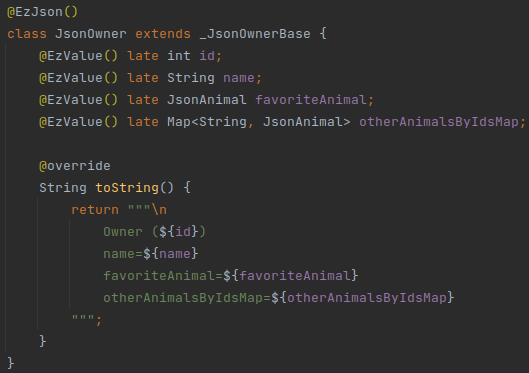 @EzJson()
class JsonOwner extends _JsonOwnerBase {
    @EzValue() late int id;
    @EzValue() late String name;
    @EzValue() late JsonAnimal favoriteAnimal;
    @EzValue() late Map<String, JsonAnimal> otherAnimalsByIdsMap;

    @override
    String toString() {
        return """\n
            Owner (${id})
            name=${name}
            favoriteAnimal=${favoriteAnimal}
            otherAnimalsByIdsMap=${otherAnimalsByIdsMap}
        """;
    }
}